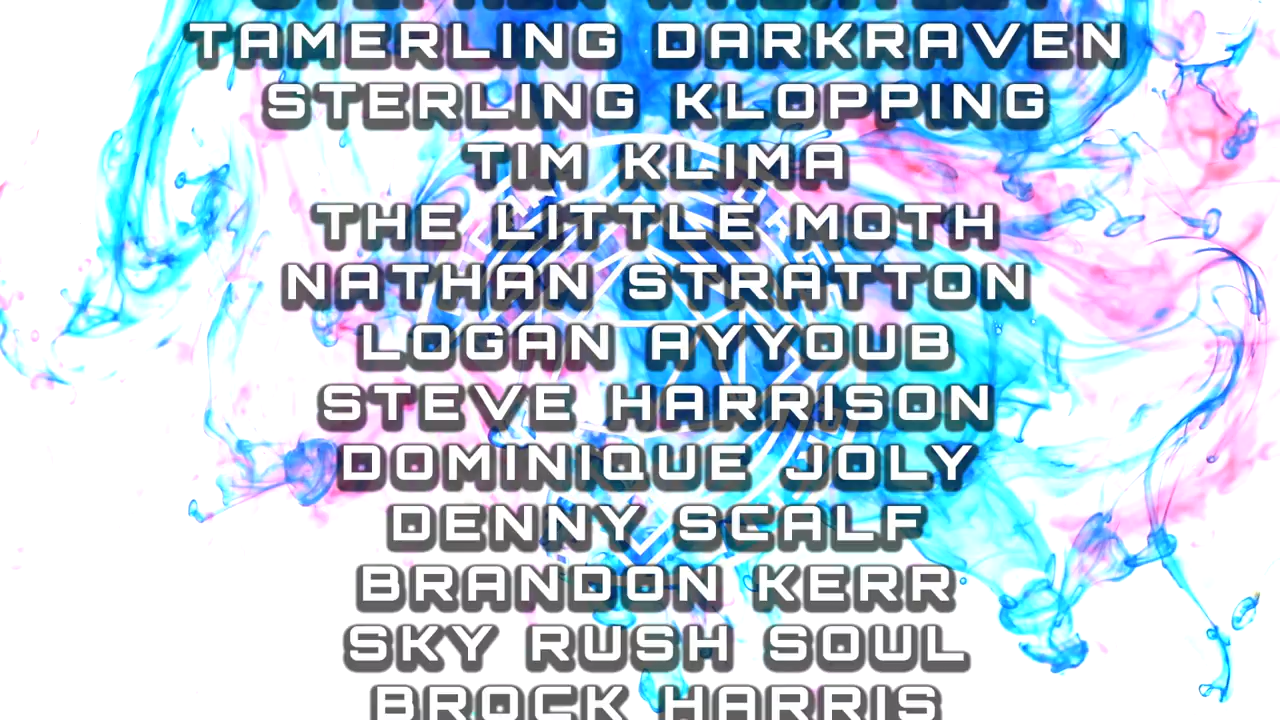 TAMERLING DARKRAVEN
STERLING KLOPPING
TIM KLIMA
THE LITTLE MOTH
NATHAN STRATTON
LOGAN AYYOUB
STEVE HARRISON
DOMINIQUE JOLY
DENNY SCALF
BRANDON KERR
SKY RUSH SOUL
BROCK HARRIS